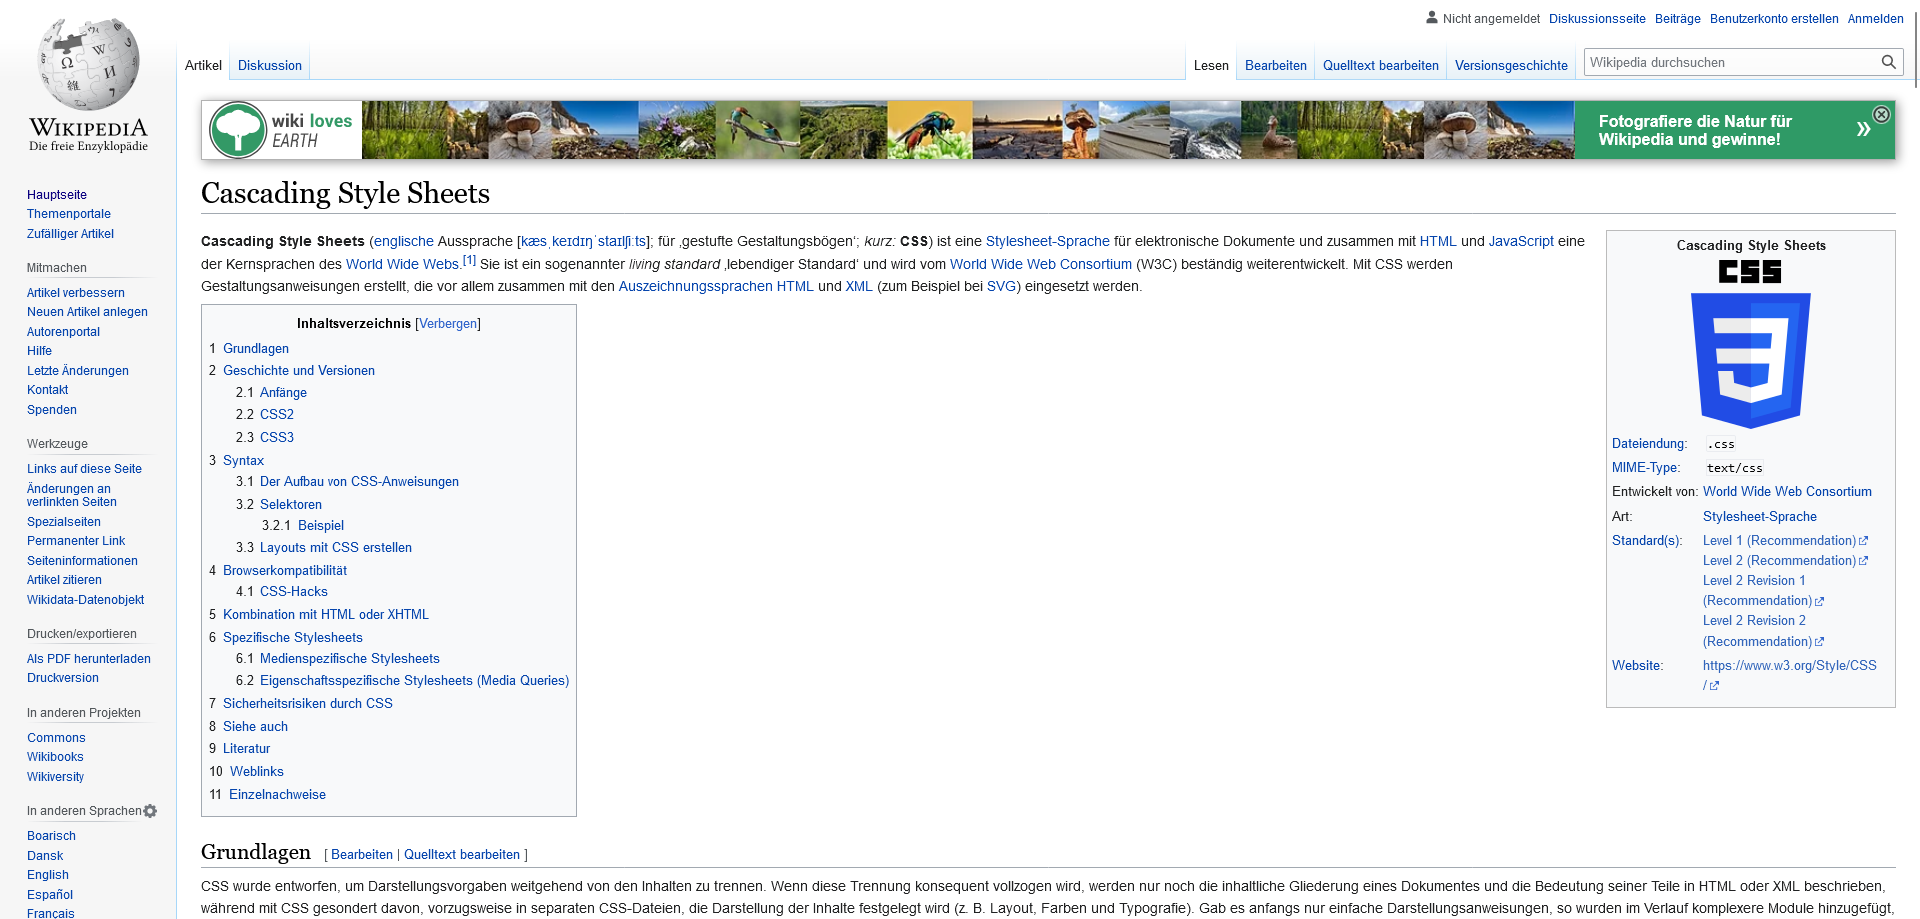 Nicht angemeldet Diskussionsseite Beiträge Benutzerkonto erstellen Anmelden
Artikel Diskussion Lesen Bearbeiten Quelltext bearbeiten Versionsgeschichte Wikipedia durchsuchen
WIKIPEDIA
Die freie Enzyklopädie
wiki loves
EARTH
Fotografiere die Natur für
Wikipedia und gewinne!
Hauptseite
Themenportale
Zufälliger Artikel
Mitmachen
Artikel verbessern
Neuen Artikel anlegen
Autorenportal
Hilfe
Letzte Änderungen
Kontakt
Spenden
Werkzeuge
Links auf diese Seite
Änderungen an
verlinkten Seiten
Spezialseiten
Permanenter Link
Seiteninformationen
Artikel zitieren
Wikidata-Datenobjekt
Drucken/exportieren
Als PDF herunterladen
Druckversion
In anderen Projekten
Commons
Wikibooks
Wikiversity
In anderen Sprachen
Boarisch
Dansk
English
Español
Français
Cascading Style Sheets
Cascading Style Sheets (englische Aussprache [kæsˌkeɪdɪŋˈstaɪlʃiːts]; für ‚gestufte Gestaltungsbögen‘; kurz: CSS) ist eine Stylesheet-Sprache für elektronische Dokumente und zusammen mit HTML und JavaScript eine
der Kernsprachen des World Wide Webs.[1] Sie ist ein sogenannter living standard ‚lebendiger Standard‘ und wird vom World Wide Web Consortium (W3C) beständig weiterentwickelt. Mit CSS werden
Gestaltungsanweisungen erstellt, die vor allem zusammen mit den Auszeichnungssprachen HTML und XML (zum Beispiel bei SVG) eingesetzt werden.
Inhaltsverzeichnis [Verbergen]
1 Grundlagen
2 Geschichte und Versionen
2.1 Anfänge
2.2 CSS2
2.3 CSS3
3 Syntax
3.1 Der Aufbau von CSS-Anweisungen
3.2 Selektoren
3.2.1 Beispiel
3.3 Layouts mit CSS erstellen
4 Browserkompatibilität
4.1 CSS-Hacks
5 Kombination mit HTML oder XHTML
6 Spezifische Stylesheets
6.1 Medienspezifische Stylesheets
6.2 Eigenschaftsspezifische Stylesheets (Media Queries)
7 Sicherheitsrisiken durch CSS
8 Siehe auch
9 Literatur
10 Weblinks
11 Einzelnachweise
Cascading Style Sheets
CSS
3
Dateiendung: .css
MIME-Type: text/css
Entwickelt von: World Wide Web Consortium
Art: Stylesheet-Sprache
Standard(s): Level 1 (Recommendation)
Level 2 (Recommendation)
Level 2 Revision 1
(Recommendation)
Level 2 Revision 2
(Recommendation)
Website: https://www.w3.org/Style/CSS
/
Grundlagen [ Bearbeiten | Quelltext bearbeiten ]
CSS wurde entworfen, um Darstellungsvorgaben weitgehend von den Inhalten zu trennen. Wenn diese Trennung konsequent vollzogen wird, werden nur noch die inhaltliche Gliederung eines Dokumentes und die Bedeutung seiner Teile in HTML oder XML beschrieben,
während mit CSS gesondert davon, vorzugsweise in separaten CSS-Dateien, die Darstellung der Inhalte festgelegt wird (z. B. Layout, Farben und Typografie). Gab es anfangs nur einfache Darstellungsanweisungen, so wurden im Verlauf komplexere Module hinzugefügt,